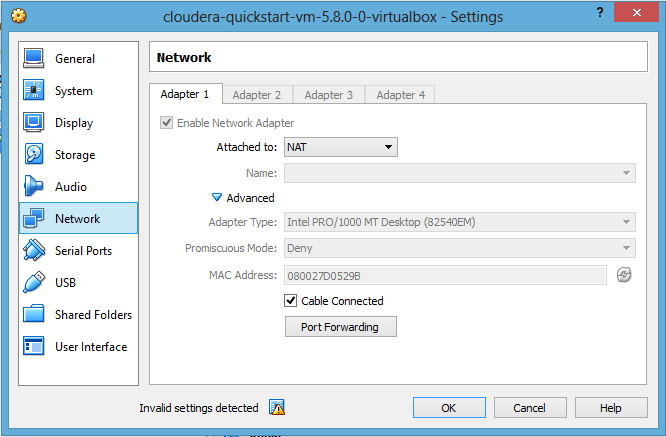 cloudera-quickstart-vm-5.8.0-0-virtualbox - Settings
?
General
System
Display
Storage
Audio
Network
Serial Ports
USB
Shared Folders
User Interface
Network
Adapter 1 Adapter 2 Adapter 3 Adapter 4
Enable Network Adapter
Attached to: NAT
Name:
Advanced
Adapter Type: Intel PRO/1000 MT Desktop (82540EM)
Promiscuous Mode: Deny
MAC Address: 080027D0529B
Cable Connected
Port Forwarding
Invalid settings detected
OK Cancel Help